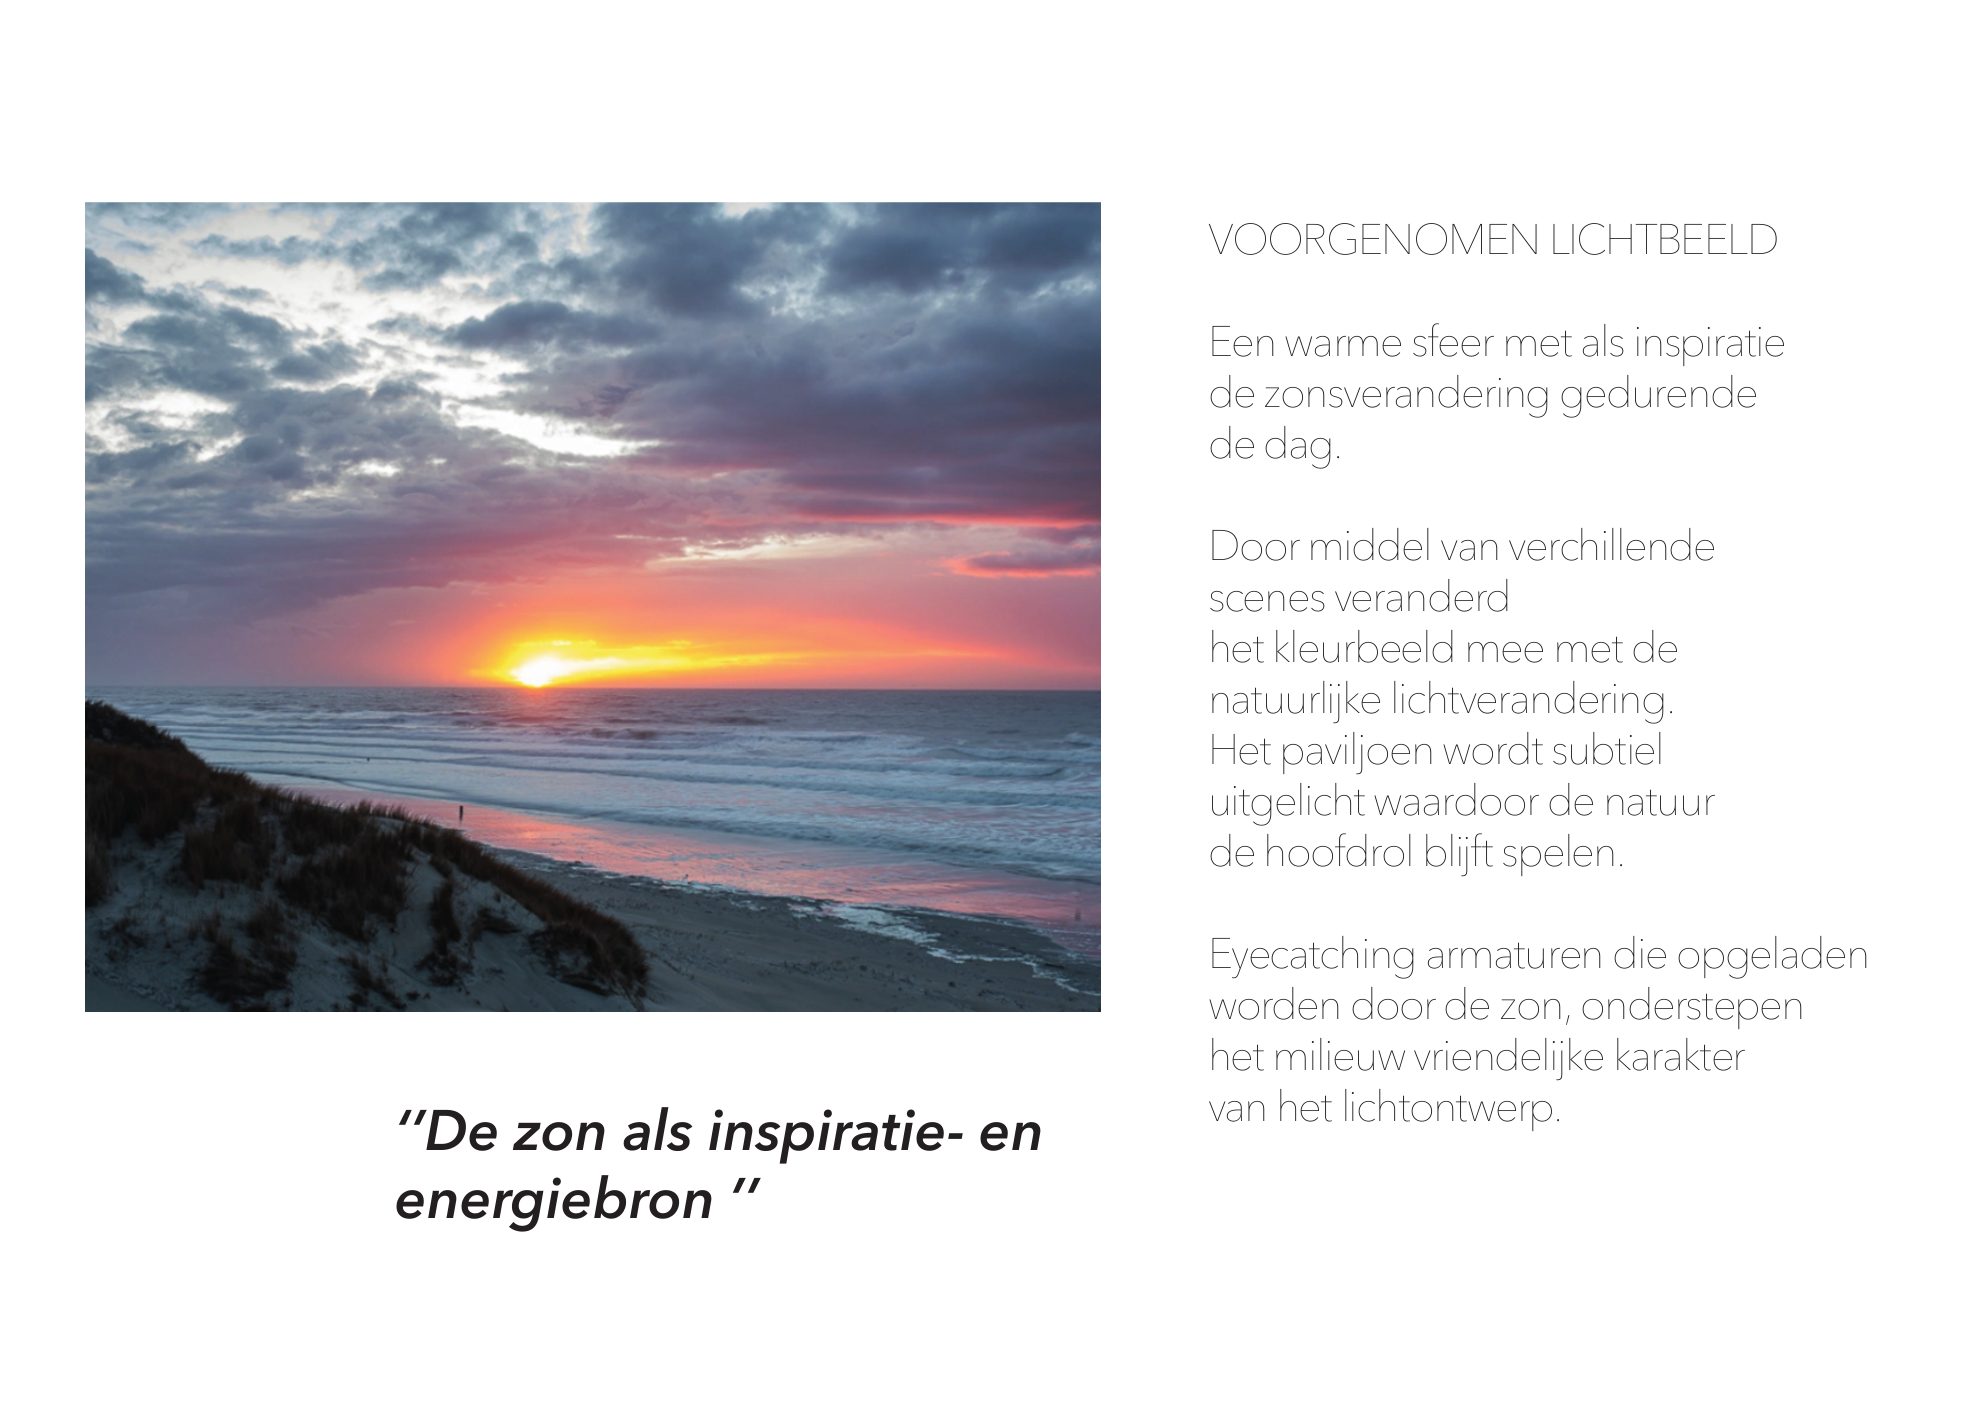 VOORGENOMEN LICHTBEELD
Een warme sfeer met als inspiratie
de zonsverandering gedurende
de dag.
Door middel van verchillende
scenes veranderd
het kleurbeeld mee met de
natuurlijke lichtverandering.
Het paviljoen wordt subtiel
uitgelicht waardoor de natuur
de hoofdrol blijft spelen.
Eyecatching armaturen die opgeladen
worden door de zon, onderstepen
het milieuw vriendelijke karakter
van het lichtontwerp.
‘’De zon als inspiratie- en
energiebron ‘’